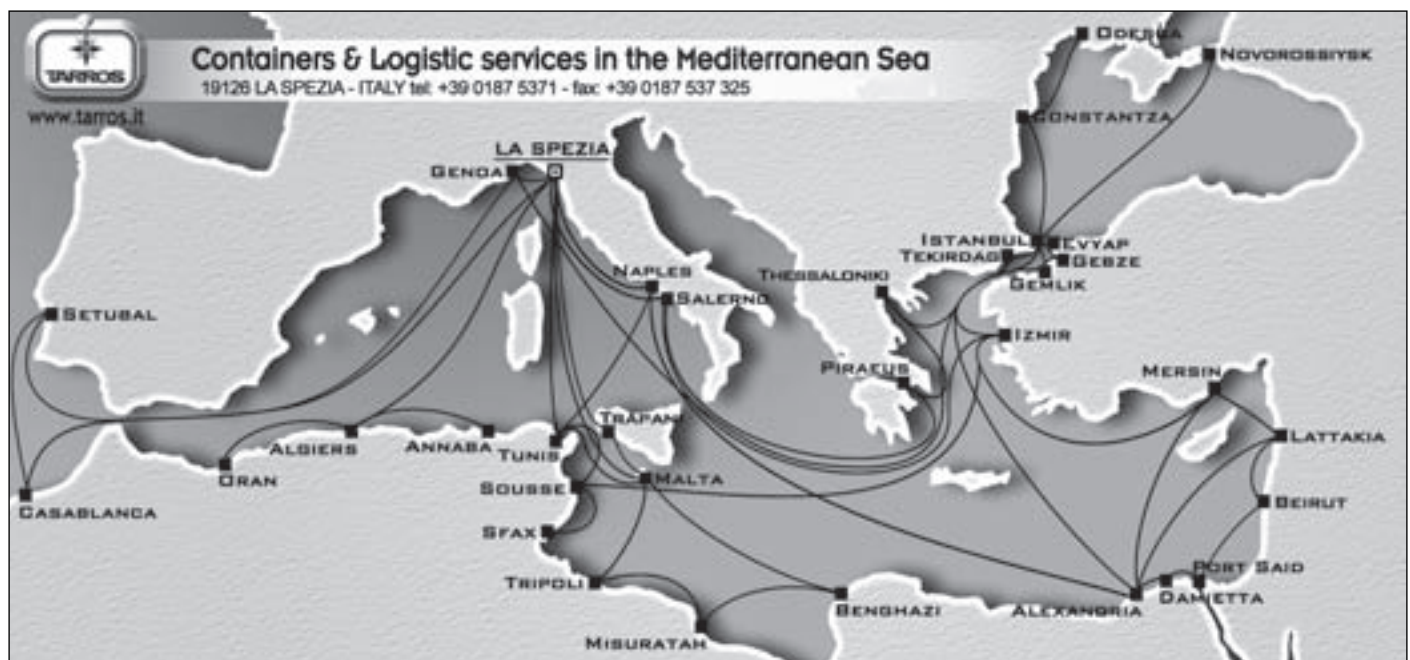 TARROS
www.tarros.it
Containers & Logistic services in the Mediterranean Sea
19126 LA SPEZIA - ITALY tel: +39 0187 5371 - fax: +39 0187 537 325
ODESSA
NOVOROSSIYSK
CONSTANTZA
LA SPEZIA
GENOA
ISTANBUL
EVYAP
TEKIRDAG
GEBZE
GEMLIK
NAPLES
THESSALONIKI
SALERNO
SETUBAL
IZMIR
PIRAEUS
MERSIN
TRAPANI
ALGIERS
ANNABA
TUNIS
LATTAKIA
ORAN
SOUSSE
MALTA
CASABLANCA
BEIRUT
SFAX
PORT SAID
TRIPOLI
DAMIETTA
BENGHAZI
ALEXANDRIA
MISURATAH